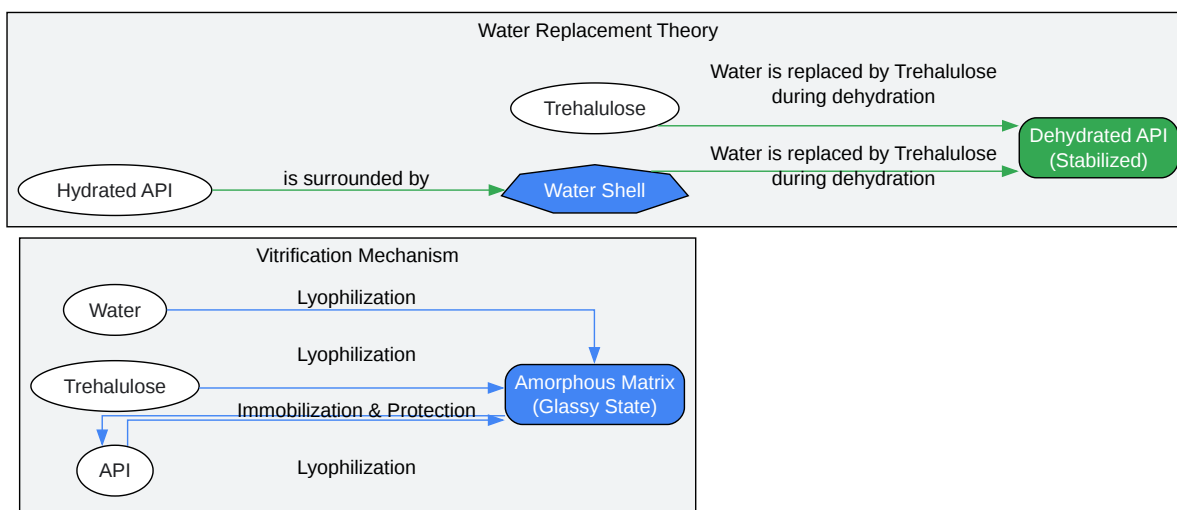 Water Replacement Theory
Water is replaced by Trehalulose
during dehydration
Trehalulose
Dehydrated API
(Stabilized)
Water is replaced by Trehalulose
during dehydration
Hydrated API
is surrounded by
Water Shell
Vitrification Mechanism
Water
Lyophilization
Lyophilization
Trehalulose
Amorphous Matrix
(Glassy State)
Immobilization & Protection
API
Lyophilization